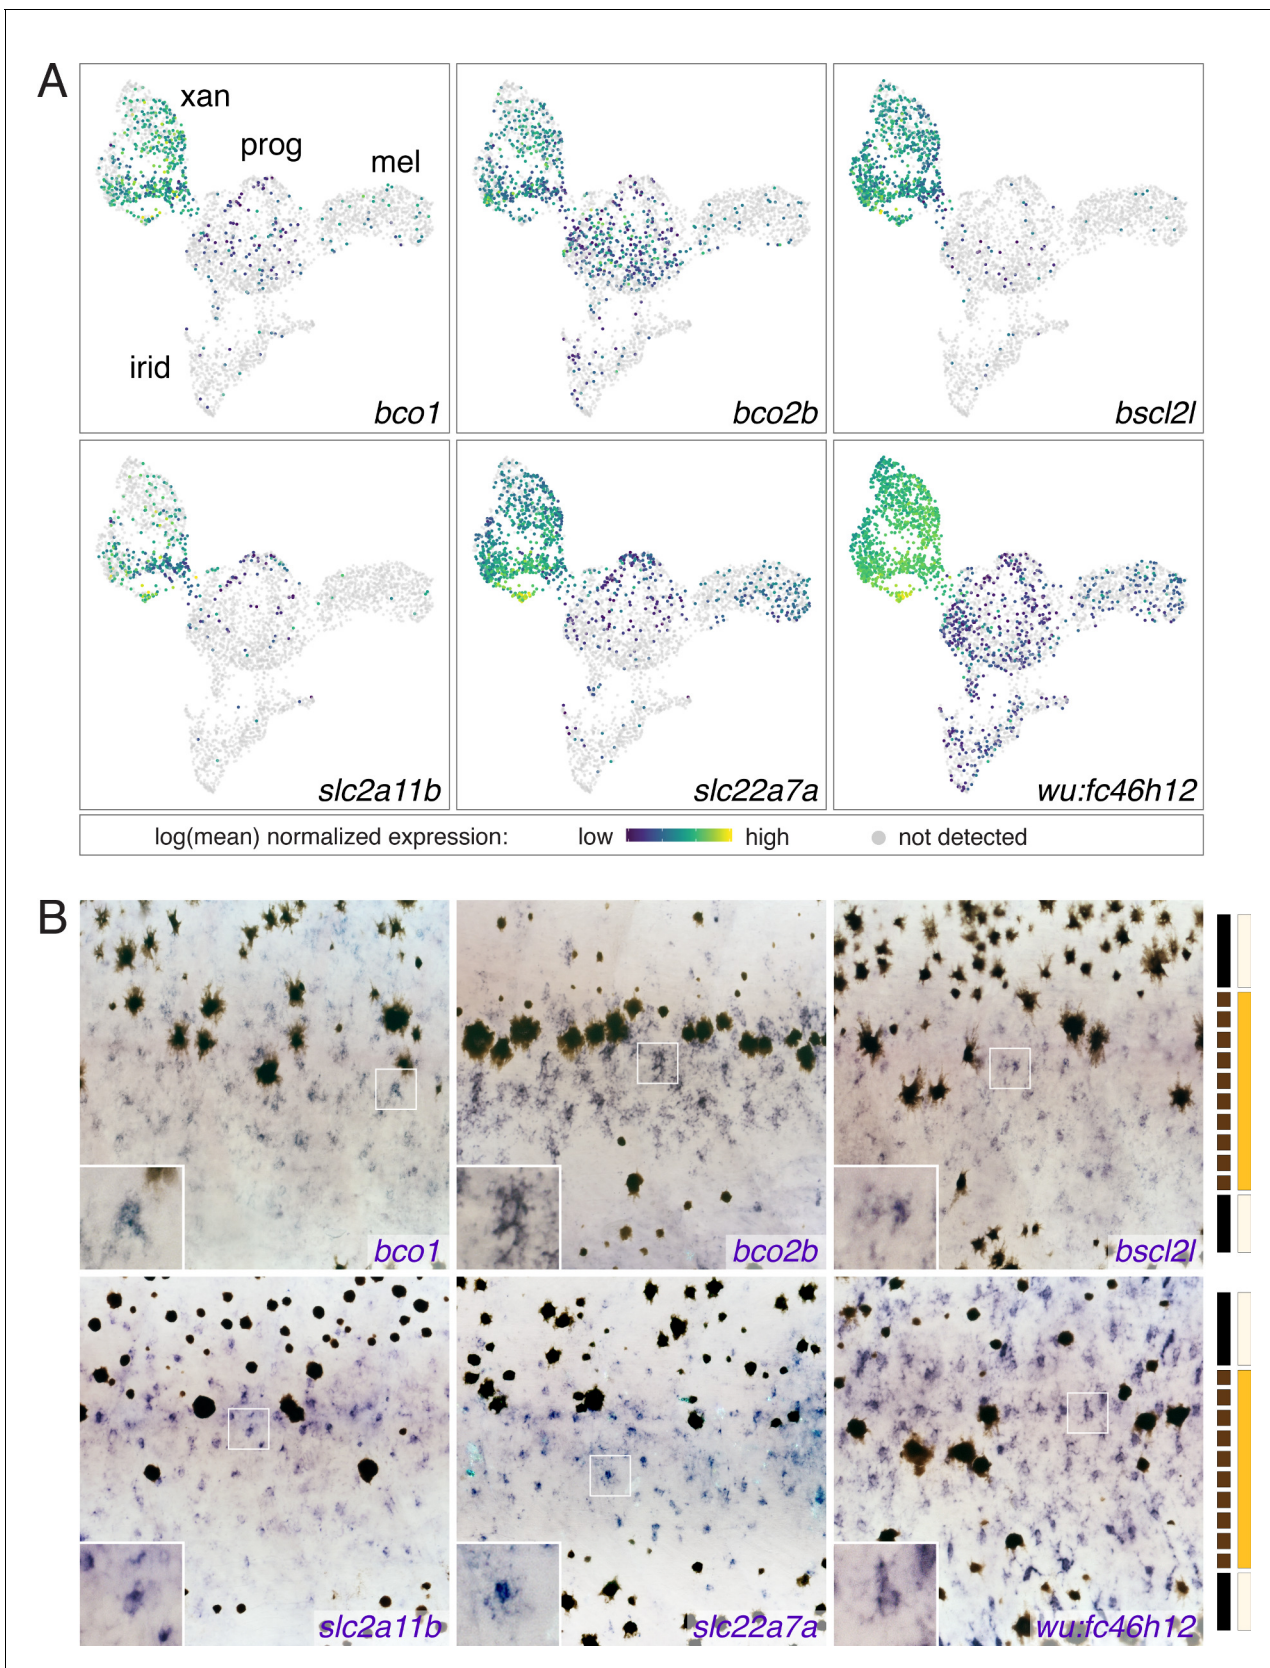 A
xan
prog
mel
irid
bco1
bco2b
bscl2l
slc2a11b
slc22a7a
wu:fc46h12
log(mean) normalized expression: low high not detected
B
bco1
bco2b
bscl2l
slc2a11b
slc22a7a
wu:fc46h12